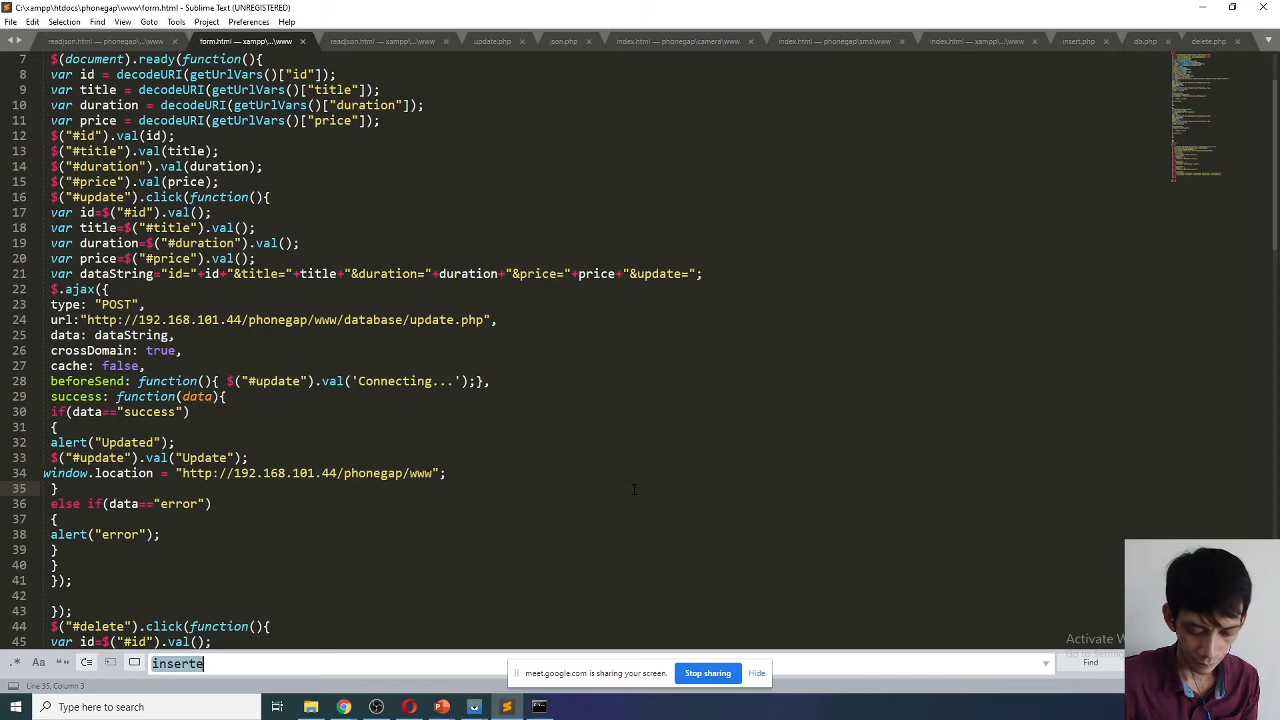 C:\xampp\htdocs\phonegap\www\form.html - Sublime Text (UNREGISTERED)
File Edit Selection Find View Goto Tools Project Preferences Help
readjson.html — phonegap\...\www form.html — xampp\...\www readjson.html — xampp\...\www update.php json.php index.html — phonegap\camera\www index.html — phonegap\sms\www index.html — xampp\...\www insert.php db.php delete.php
7 $(document).ready(function(){
8 var id = decodeURI(getUrlVars()["id"]);
9 var title = decodeURI(getUrlVars()["title"]);
10 var duration = decodeURI(getUrlVars()["duration"]);
11 var price = decodeURI(getUrlVars()["price"]);
12 $("#id").val(id);
13 $("#title").val(title);
14 $("#duration").val(duration);
15 $("#price").val(price);
16 $("#update").click(function(){
17 var id=$("#id").val();
18 var title=$("#title").val();
19 var duration=$("#duration").val();
20 var price=$("#price").val();
21 var dataString="id="+id+"&title="+title+"&duration="+duration+"&price="+price+"&update=";
22 $.ajax({
23 type: "POST",
24 url:"http://192.168.101.44/phonegap/www/database/update.php",
25 data: dataString,
26 crossDomain: true,
27 cache: false,
28 beforeSend: function(){ $("#update").val('Connecting...');},
29 success: function(data){
30 if(data=="success")
31 {
32 alert("Updated");
33 $("#update").val("Update");
34 window.location = "http://192.168.101.44/phonegap/www";
35 }
36 else if(data=="error")
37 {
38 alert("error");
39 }
40 }
41 });
42
43 });
44 $("#delete").click(function(){
45 var id=$("#id").val();
Activate W
Go to Setting
.* Aa “” inserte Find
meet.google.com is sharing your screen. Stop sharing Hide
Line 35, Column 3
Type here to search